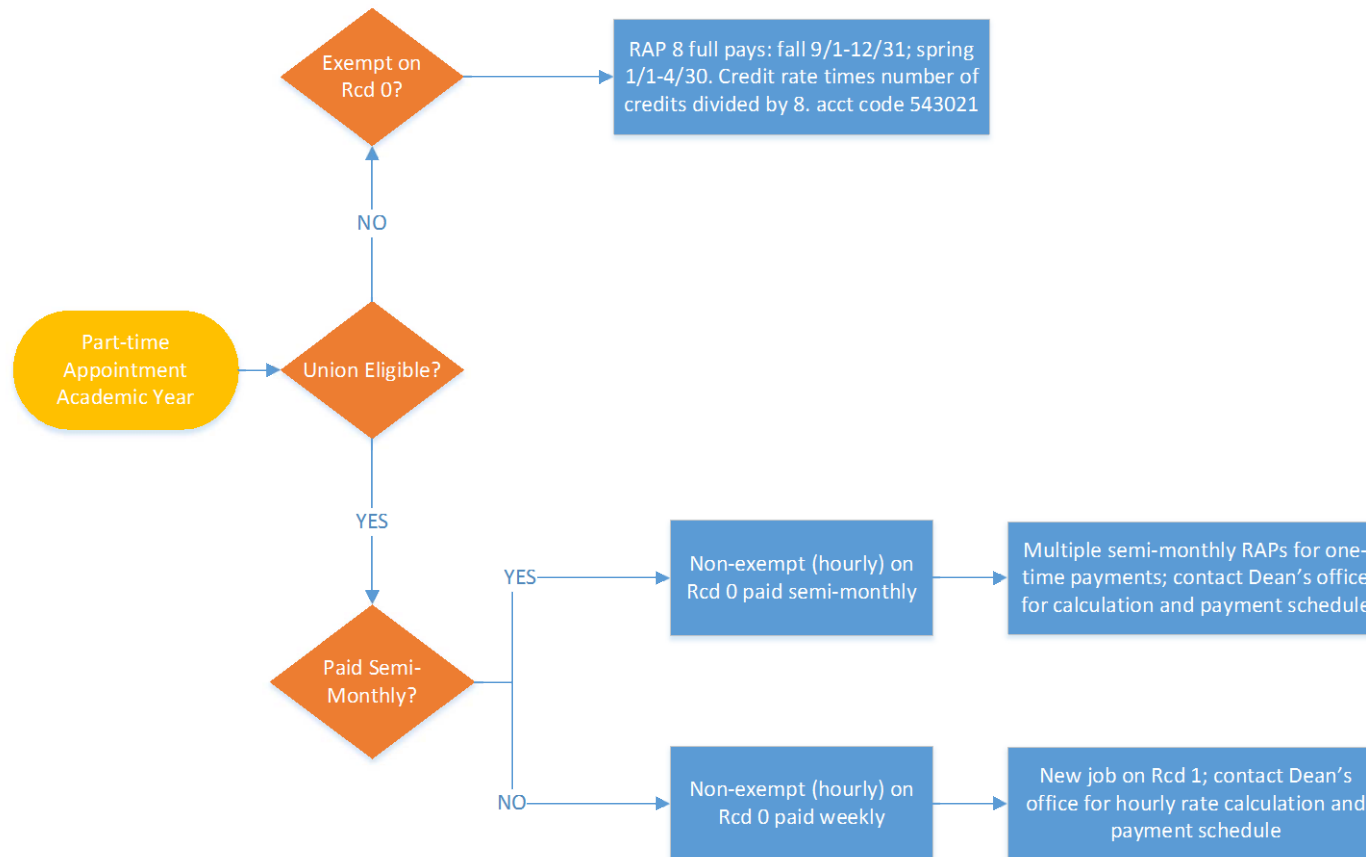 Exempt on
Rcd 0?
RAP 8 full pays: fall 9/1-12/31; spring
1/1-4/30. Credit rate times number of
credits divided by 8. acct code 543021
NO
Part-time
Appointment
Academic Year
Union Eligible?
YES
Paid Semi-
Monthly?
YES
Non-exempt (hourly) on
Rcd 0 paid semi-monthly
Multiple semi-monthly RAPs for one-
time payments; contact Dean's office
for calculation and payment schedule
NO
Non-exempt (hourly) on
Rcd 0 paid weekly
New job on Rcd 1; contact Dean's
office for hourly rate calculation and
payment schedule